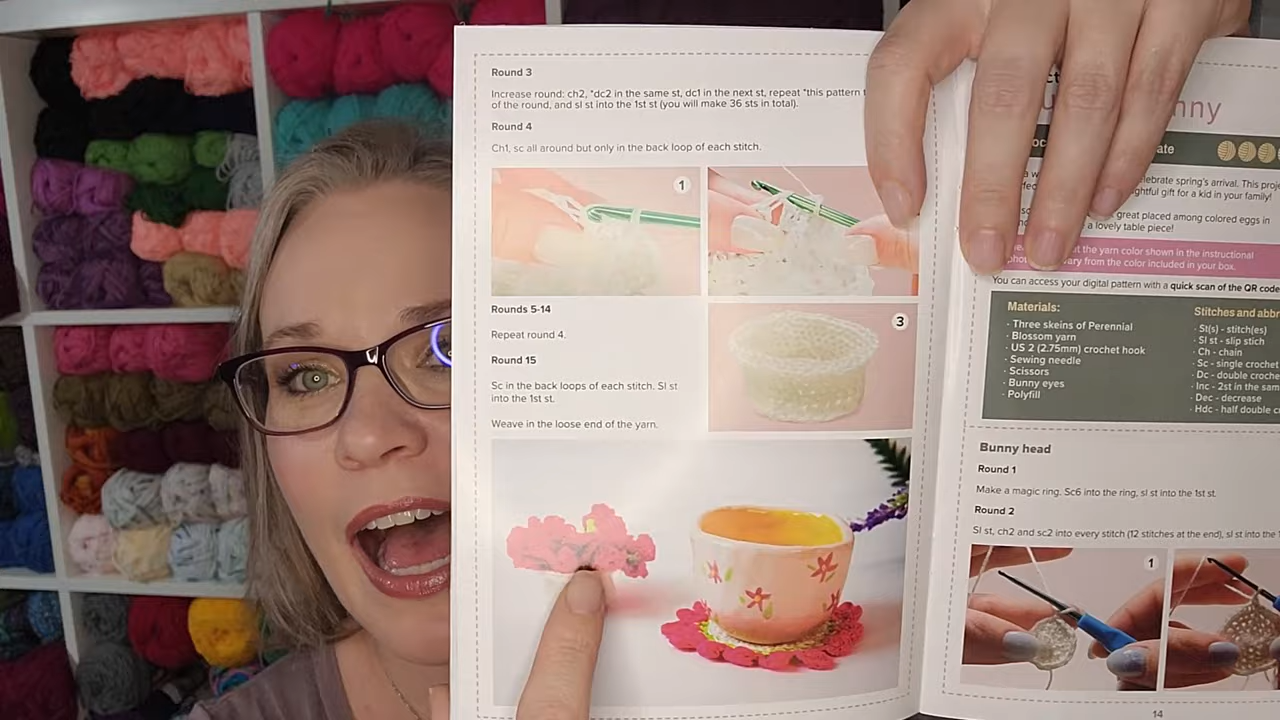 Round 3
Increase round: ch2, *dc2 in the same st, dc1 in the next st, repeat *this pattern
of the round, and sl st into the 1st st (you will make 36 sts in total).
Round 4
Ch1, sc all around but only in the back loop of each stitch.
1
Rounds 5-14
Repeat round 4.
3
Round 15
Sc in the back loops of each stitch. Sl st
into the 1st st.
Weave in the loose end of the yarn.
nny
ate
elebrate spring's arrival. This proje
ghtful gift for a kid in your family!
great placed among colored eggs in
a lovely table piece!
at the yarn color shown in the instructional
vary from the color included in your box.
You can access your digital pattern with a quick scan of the QR code
Materials:
· Three skeins of Perennial
· Blossom yarn
· US 2 (2.75mm) crochet hook
· Sewing needle
· Scissors
· Bunny eyes
· Polyfill
Stitches and abbr
· St(s) - stitch(es)
· Sl st - slip stich
· Ch - chain
· Sc - single crochet
· Dc - double croche
· Inc - 2st in the sam
· Dec - decrease
· Hdc - half double c
Bunny head
Round 1
Make a magic ring. Sc6 into the ring, sl st into the 1st st.
Round 2
Sl st, ch2 and sc2 into every stitch (12 stitches at the end), sl st into the
1
14